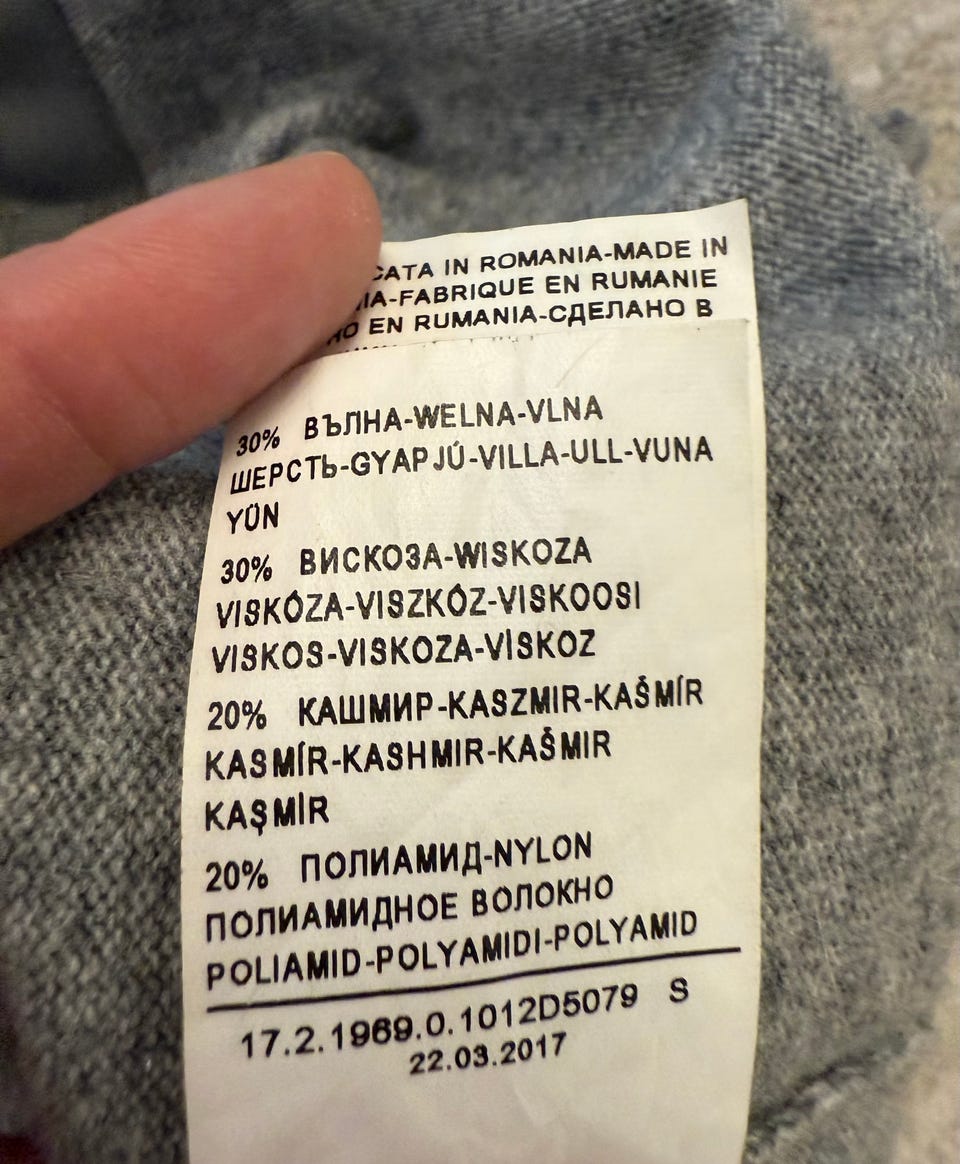 CATA IN ROMANIA-MADE IN
IA-FABRIQUE EN RUMANIE
HO EN RUMANIA-СДЕЛАНО В
30% ВЪЛНА-WELNA-VLNA
ШЕРСТЬ-GYAPJÚ-VILLA-ULL-VUNA
YÜN
30% ВИСКОЗА-WISKOZA
VISKÓZA-VISZKÓZ-VISKOOSI
VISKOS-VISKOZA-VİSKOZ
20% КАШМИР-KASZMIR-KAŠMÍR
KASMÍR-KASHMIR-KAŠMIR
KAŞMİR
20% ПОЛИАМИД-NYLON
ПОЛИАМИДНОЕ ВОЛОКНО
POLIAMID-POLYAMIDI-POLYAMID
17.2.1969.0.1012D5079 S
22.03.2017